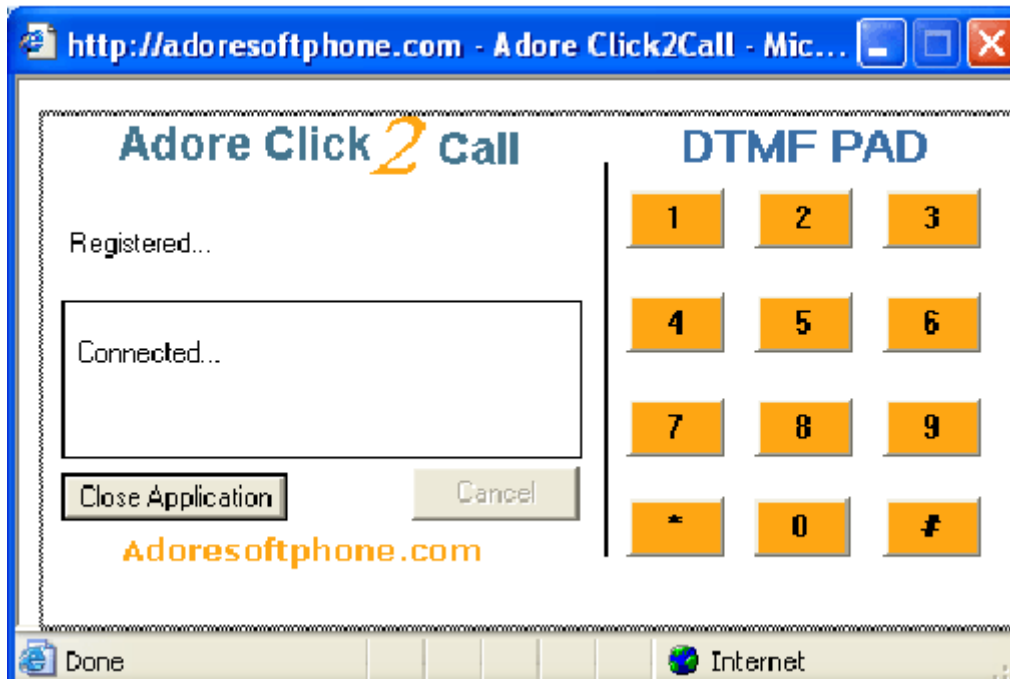 http://adoresoftphone.com - Adore Click2Call - Mic...
Adore Click 2 Call
Registered...
Connected...
Close Application
Cancel
Adoresoftphone.com
DTMF PAD
1 2 3
4 5 6
7 8 9
* 0 #
Done
Internet